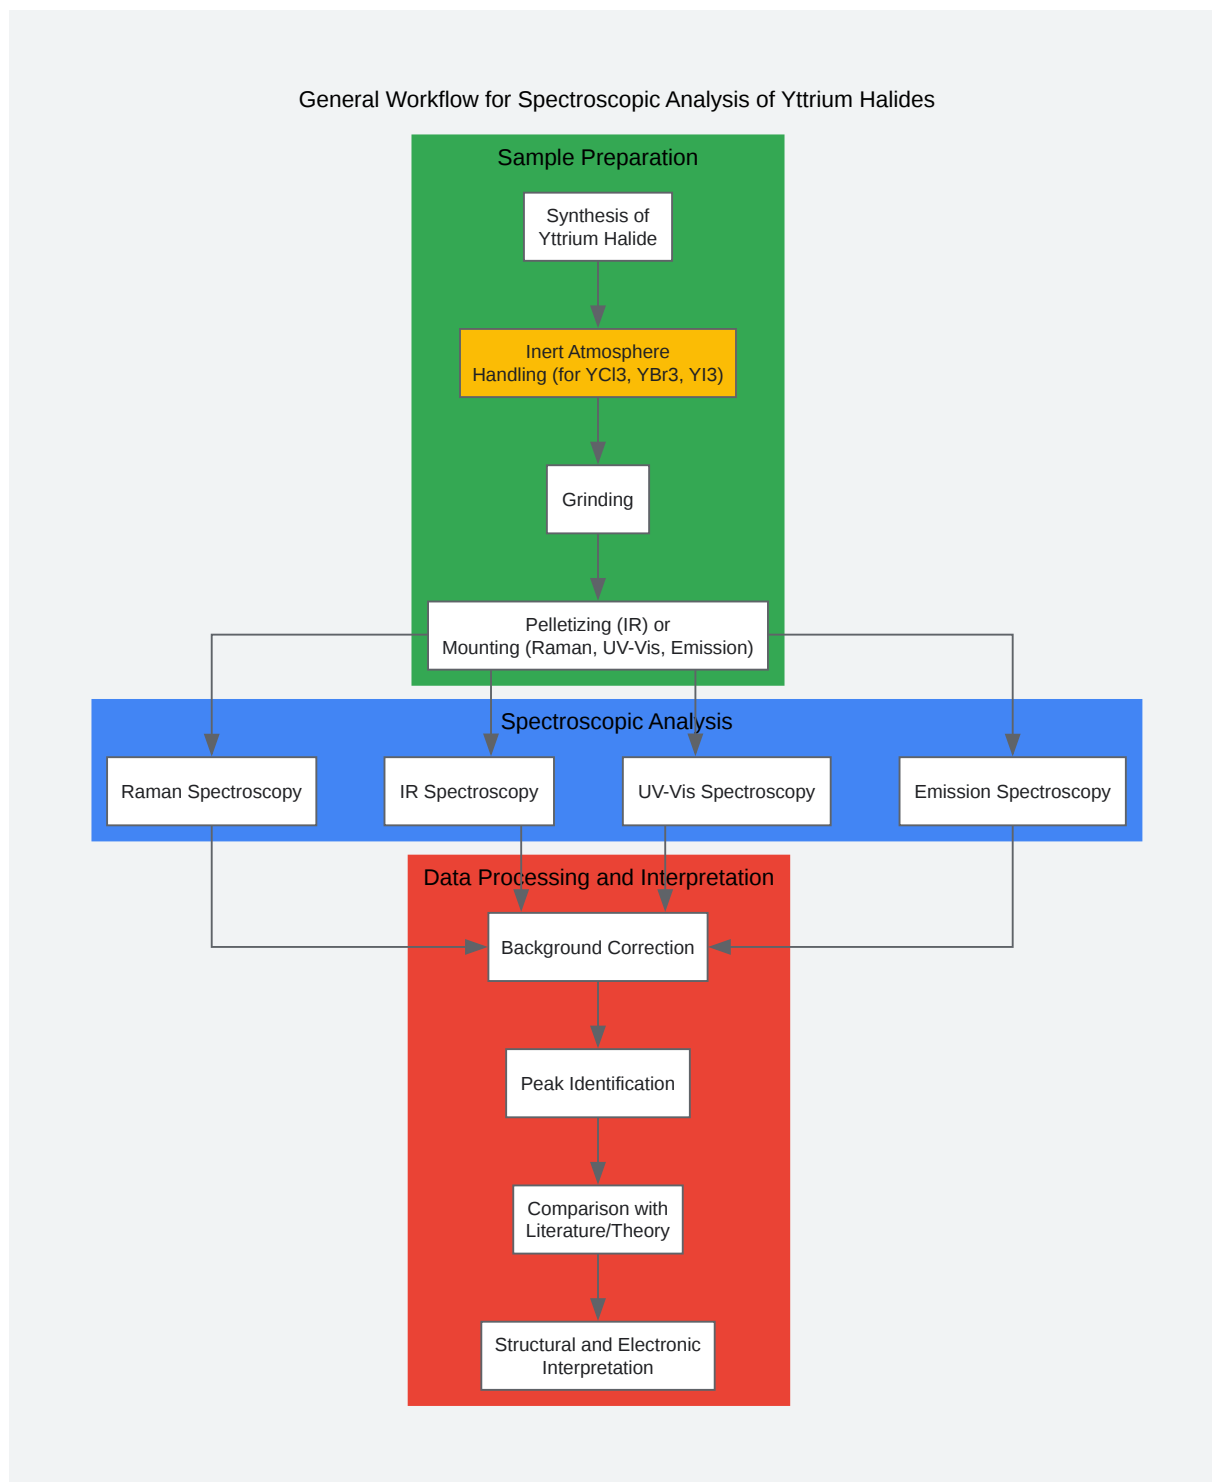 General Workflow for Spectroscopic Analysis of Yttrium Halides
Sample Preparation
Synthesis of
Yttrium Halide
Inert Atmosphere
Handling (for YCl3, YBr3, YI3)
Grinding
Pelletizing (IR) or
Mounting (Raman, UV-Vis, Emission)
Spectroscopic Analysis
Raman Spectroscopy
IR Spectroscopy
UV-Vis Spectroscopy
Emission Spectroscopy
Data Processing and Interpretation
Background Correction
Peak Identification
Comparison with
Literature/Theory
Structural and Electronic
Interpretation